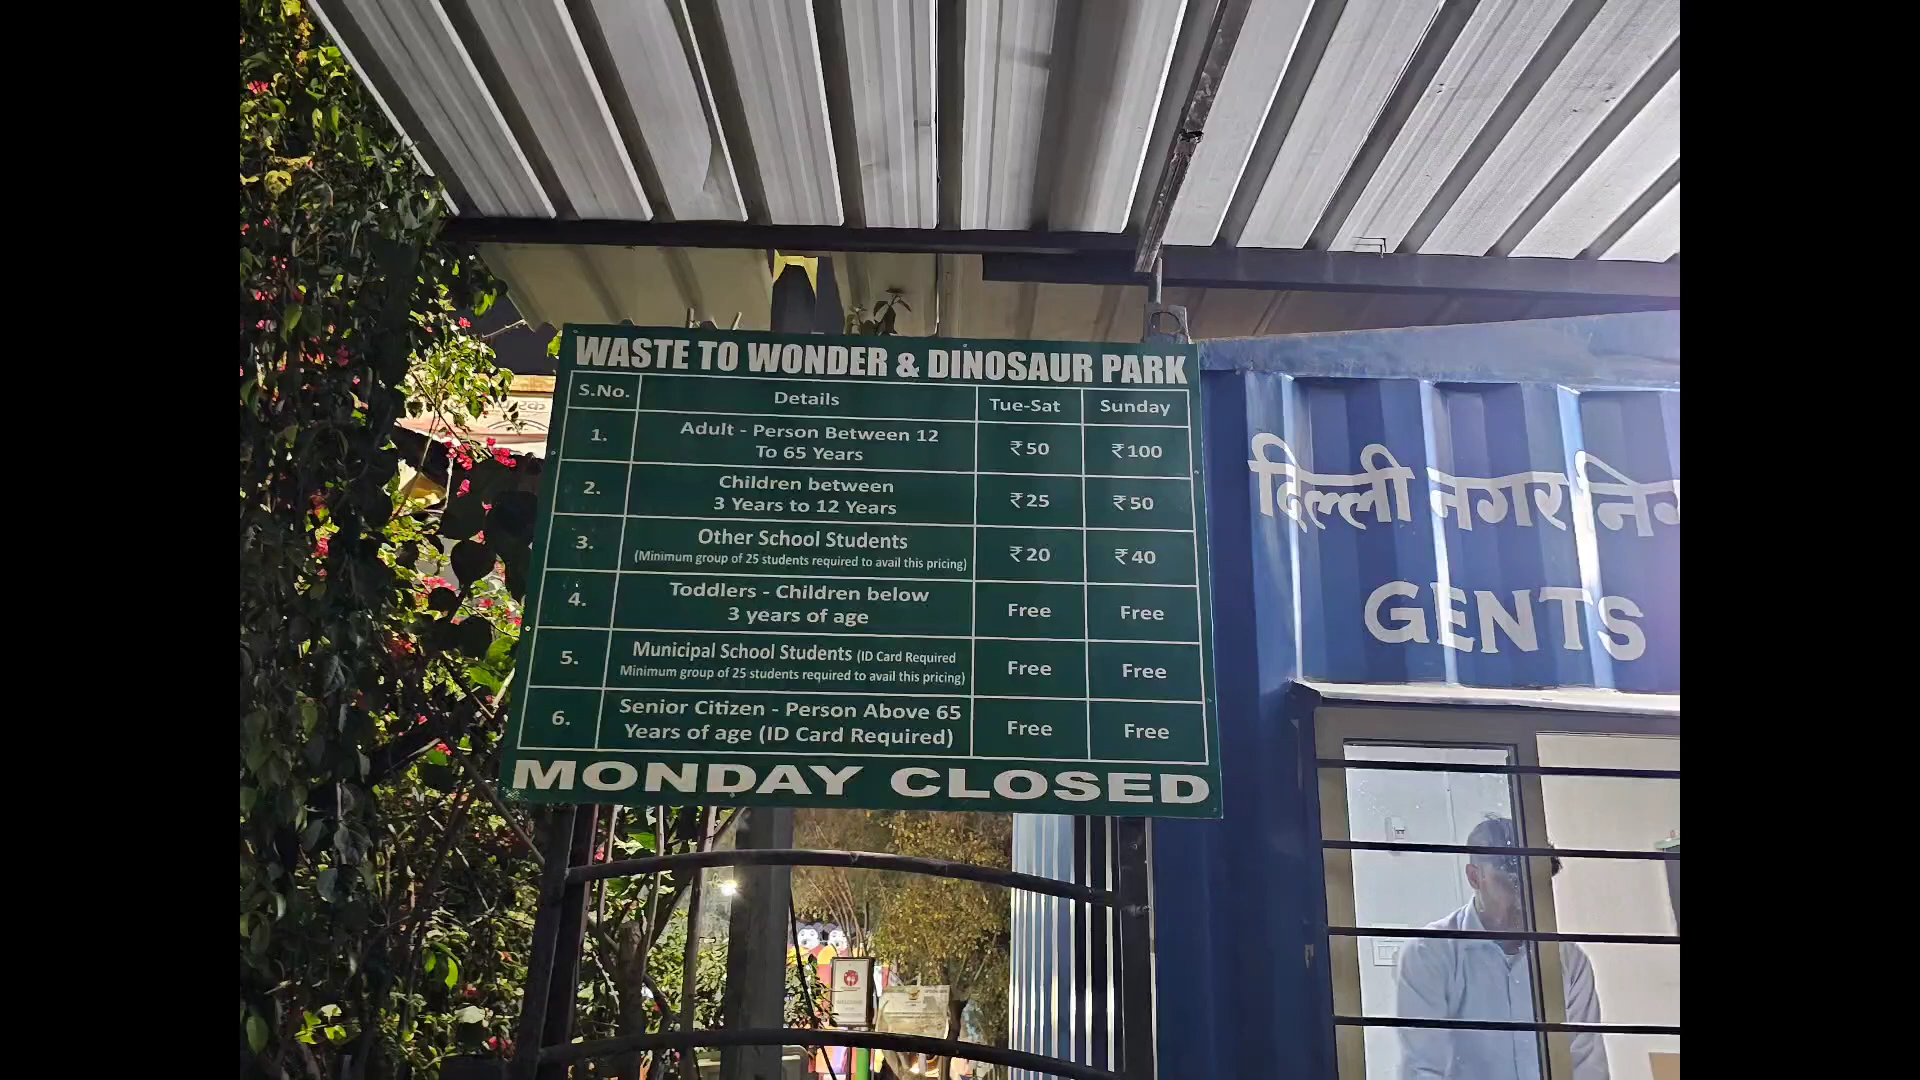 WASTE TO WONDER & DINOSAUR PARK
S.No. Details Tue-Sat Sunday
1. Adult - Person Between 12 To 65 Years ₹50 ₹100
2. Children between 3 Years to 12 Years ₹25 ₹50
3. Other School Students (Minimum group of 25 students required to avail this pricing) ₹20 ₹40
4. Toddlers - Children below 3 years of age Free Free
5. Municipal School Students (ID Card Required Minimum group of 25 students required to avail this pricing) Free Free
6. Senior Citizen - Person Above 65 Years of age (ID Card Required) Free Free
MONDAY CLOSED
दिल्ली नगर
GENTS